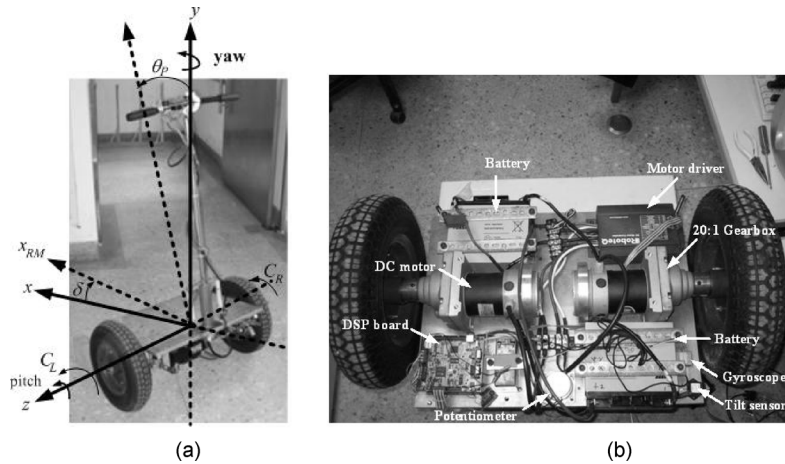 y
yaw
θP
xRM
x
δ
CR
CL
pitch
z
(a)
Battery
Motor driver
RoboteQ
20:1 Gearbox
DC motor
DSP board
Battery
Gyroscope
Potentiometer
Tilt sensor
(b)